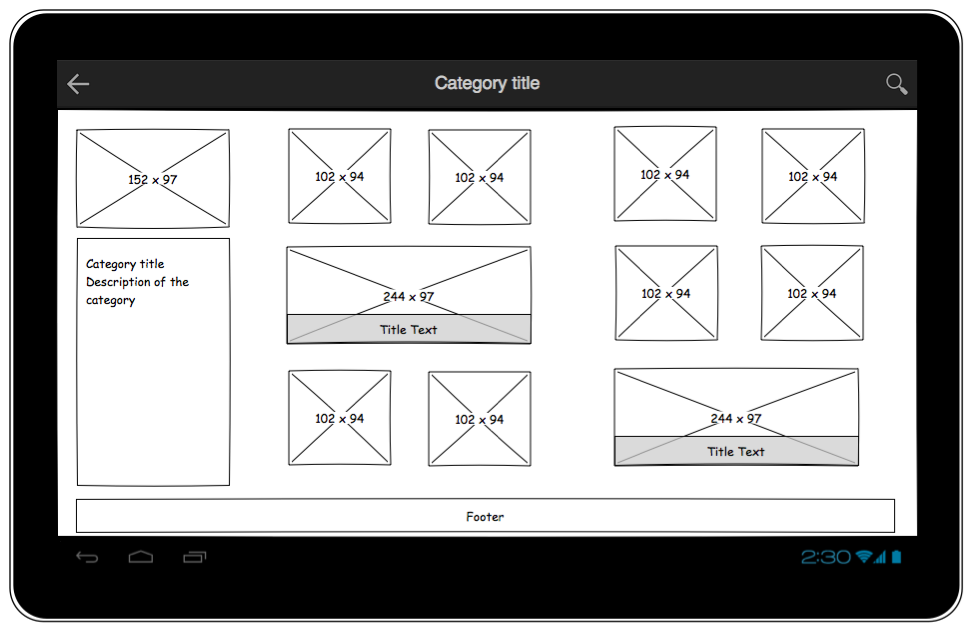 Category title
152 x 97
102 x 94
102 x 94
102 x 94
102 x 94
Category title
Description of the
category
244 x 97
Title Text
102 x 94
102 x 94
102 x 94
102 x 94
244 x 97
Title Text
Footer
2:30